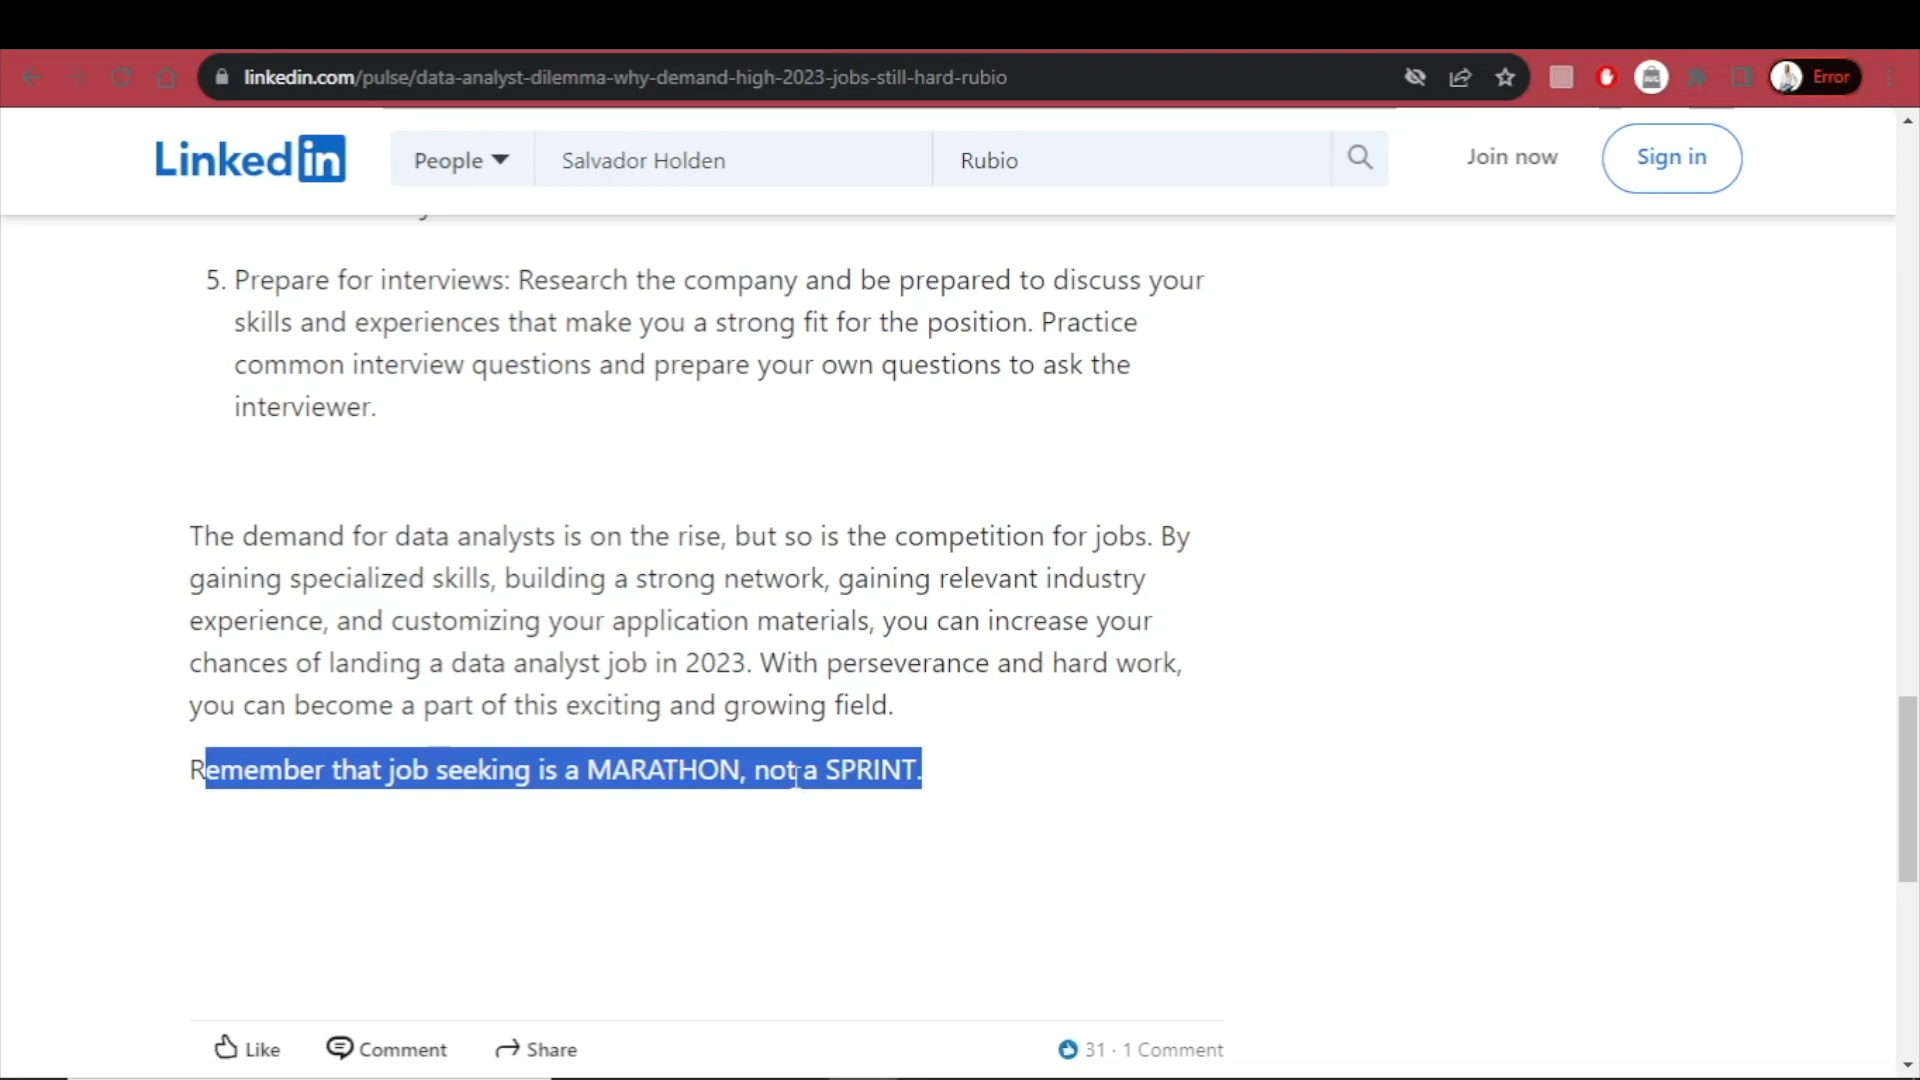 linkedin.com/pulse/data-analyst-dilemma-why-demand-high-2023-jobs-still-hard-rubio
Error
Linkedin
People
Salvador Holden
Rubio
Join now
Sign in
5. Prepare for interviews: Research the company and be prepared to discuss your
skills and experiences that make you a strong fit for the position. Practice
common interview questions and prepare your own questions to ask the
interviewer.
The demand for data analysts is on the rise, but so is the competition for jobs. By
gaining specialized skills, building a strong network, gaining relevant industry
experience, and customizing your application materials, you can increase your
chances of landing a data analyst job in 2023. With perseverance and hard work,
you can become a part of this exciting and growing field.
Remember that job seeking is a MARATHON, not a SPRINT.
Like
Comment
Share
31 · 1 Comment